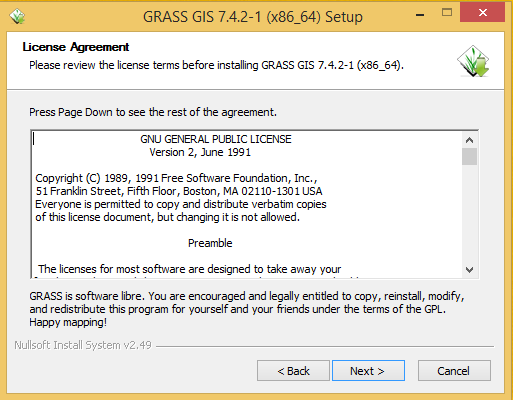 GRASS GIS 7.4.2-1 (x86_64) Setup
License Agreement
Please review the license terms before installing GRASS GIS 7.4.2-1 (x86_64).
Press Page Down to see the rest of the agreement.
GNU GENERAL PUBLIC LICENSE
Version 2, June 1991
Copyright (C) 1989, 1991 Free Software Foundation, Inc.,
51 Franklin Street, Fifth Floor, Boston, MA 02110-1301 USA
Everyone is permitted to copy and distribute verbatim copies
of this license document, but changing it is not allowed.
Preamble
The licenses for most software are designed to take away your
GRASS is software libre. You are encouraged and legally entitled to copy, reinstall, modify,
and redistribute this program for yourself and your friends under the terms of the GPL.
Happy mapping!
Nullsoft Install System v2.49
< Back
Next >
Cancel